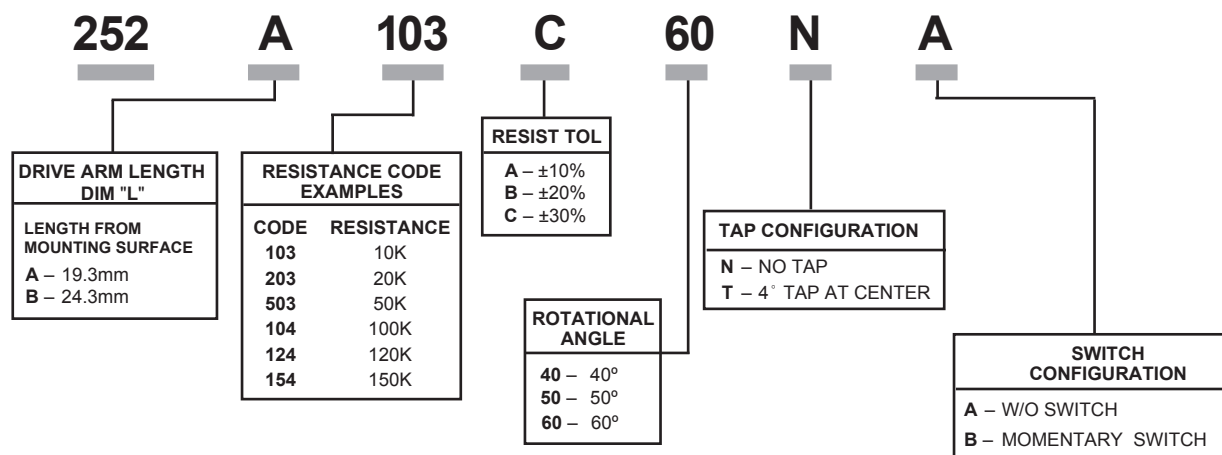 252 A 103 C 60 N A
DRIVE ARM LENGTH
DIM "L"
LENGTH FROM
MOUNTING SURFACE
A – 19.3mm
B – 24.3mm
RESISTANCE CODE
EXAMPLES
CODE RESISTANCE
103 10K
203 20K
503 50K
104 100K
124 120K
154 150K
RESIST TOL
A – ±10%
B – ±20%
C – ±30%
ROTATIONAL
ANGLE
40 – 40º
50 – 50º
60 – 60º
TAP CONFIGURATION
N – NO TAP
T – 4° TAP AT CENTER
SWITCH
CONFIGURATION
A – W/O SWITCH
B – MOMENTARY SWITCH